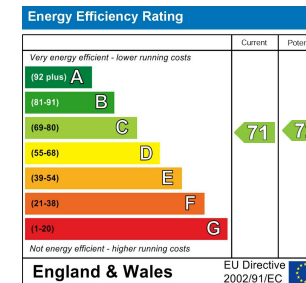 Energy Efficiency Rating
Current
Very energy efficient - lower running costs
(92 plus) A
(81-91) B
(69-80) C
71
(55-68) D
(39-54) E
(21-38) F
(1-20) G
Not energy efficient - higher running costs
England & Wales
EU Directive
2002/91/EC